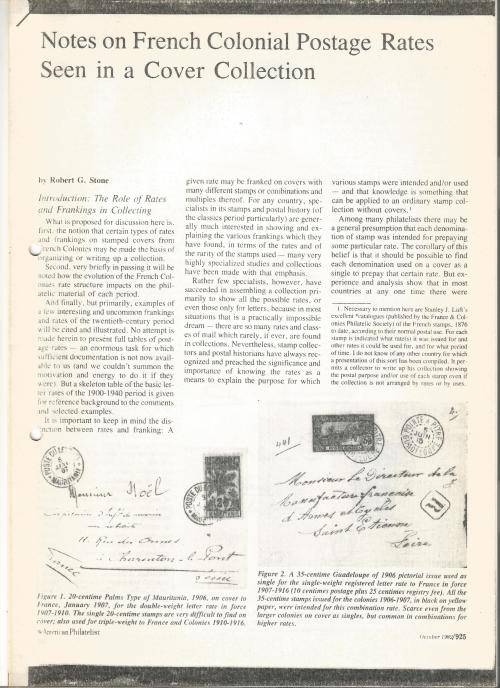 Notes on French Colonial Postage Rates
Seen in a Cover Collection
by Robert G. Stone
Introduction: The Role of Rates
and Frankings in Collecting
What is proposed for discussion here is,
first, the notion that certain types of rates
and frankings on stamped covers from
French Colonies may be made the basis of
organizing or writing up a collection.
Second, very briefly in passing it will be
noted how the evolution of the French Col-
onies rate structure impacts on the phil-
atelic material of each period.
And finally, but primarily, examples of
a few interesting and uncommon frankings
and rates of the twentieth-century period
will be cited and illustrated. No attempt is
made herein to present full tables of post-
age rates — an enormous task for which
sufficient documentation is not now avail-
able to us (and we couldn't summon the
motivation and energy to do it if they
were). But a skeleton table of the basic let-
ter rates of the 1900-1940 period is given
for reference background to the comments
and selected examples.
It is important to keep in mind the dis-
tinction between rates and franking: A
given rate may be franked on covers with
many different stamps or combinations and
multiples thereof. For any country, spe-
cialists in its stamps and postal history (of
the classics period particularly) are gener-
ally much interested in showing and ex-
plaining the various frankings which they
have found, in terms of the rates and of
the rarity of the stamps used — many very
highly specialized studies and collections
have been made with that emphasis.
Rather few specialists, however, have
succeeded in assembling a collection pri-
marily to show all the possible rates, or
even those only for letters, because in most
situations that is a practically impossible
dream — there are so many rates and class-
es of mail which rarely, if ever, are found
in collections. Nevertheless, stamp collec-
tors and postal historians have always rec-
ognized and preached the significance and
importance of knowing the rates as a
means to explain the purpose for which
various stamps were intended and/or used
— and that knowledge is something that
can be applied to an ordinary stamp col-
lection without covers.¹
Among many philatelists there may be
a general presumption that each denomina-
tion of stamp was intended for prepaying
some particular rate. The corollary of this
belief is that it should be possible to find
each denomination used on a cover as a
single to prepay that certain rate. But ex-
perience and analysis show that in most
countries at any one time there were
1. Necessary to mention here are Stanley J. Luft's
excellent catalogues (published by the France & Col-
onies Philatelic Society) of the French stamps, 1876
to date, according to their normal postal use. For each
stamp is indicated what rate(s) it was issued for and
other rates it could be used for, and for what period
of time. I do not know of any other country for which
a presentation of this sort has been compiled. It per-
mits a collector to write up his collection showing
the postal purpose and/or use of each stamp even if
the collection is not arranged by rates or by uses.
Monsieur Noël
11, Rue des Ormes
à Charenton le Pont
Seine
France
Figure 1. 20-centime Palms Type of Mauritania, 1906, on cover to
France, January 1907, for the double-weight letter rate in force
1907-1910. The single 20-centime stamps are very difficult to find on
cover; also used for triple-weight to France and Colonies 1910-1916.
441
Monsieur le Directeur de la
Manufacture française
d'Armes et Cycles
Saint Etienne
Loire
R
Figure 2. A 35-centime Guadeloupe of 1906 pictorial issue used as
single for the single-weight registered letter rate to France in force
1907-1916 (10 centimes postage plus 25 centimes registry fee). All the
35-centime stamps issued for the colonies 1906-1907, in black on yellow
paper, were intended for this combination rate. Scarce even from the
larger colonies on cover as singles, but common in combinations for
higher rates.
American Philatelist
October 1982/925